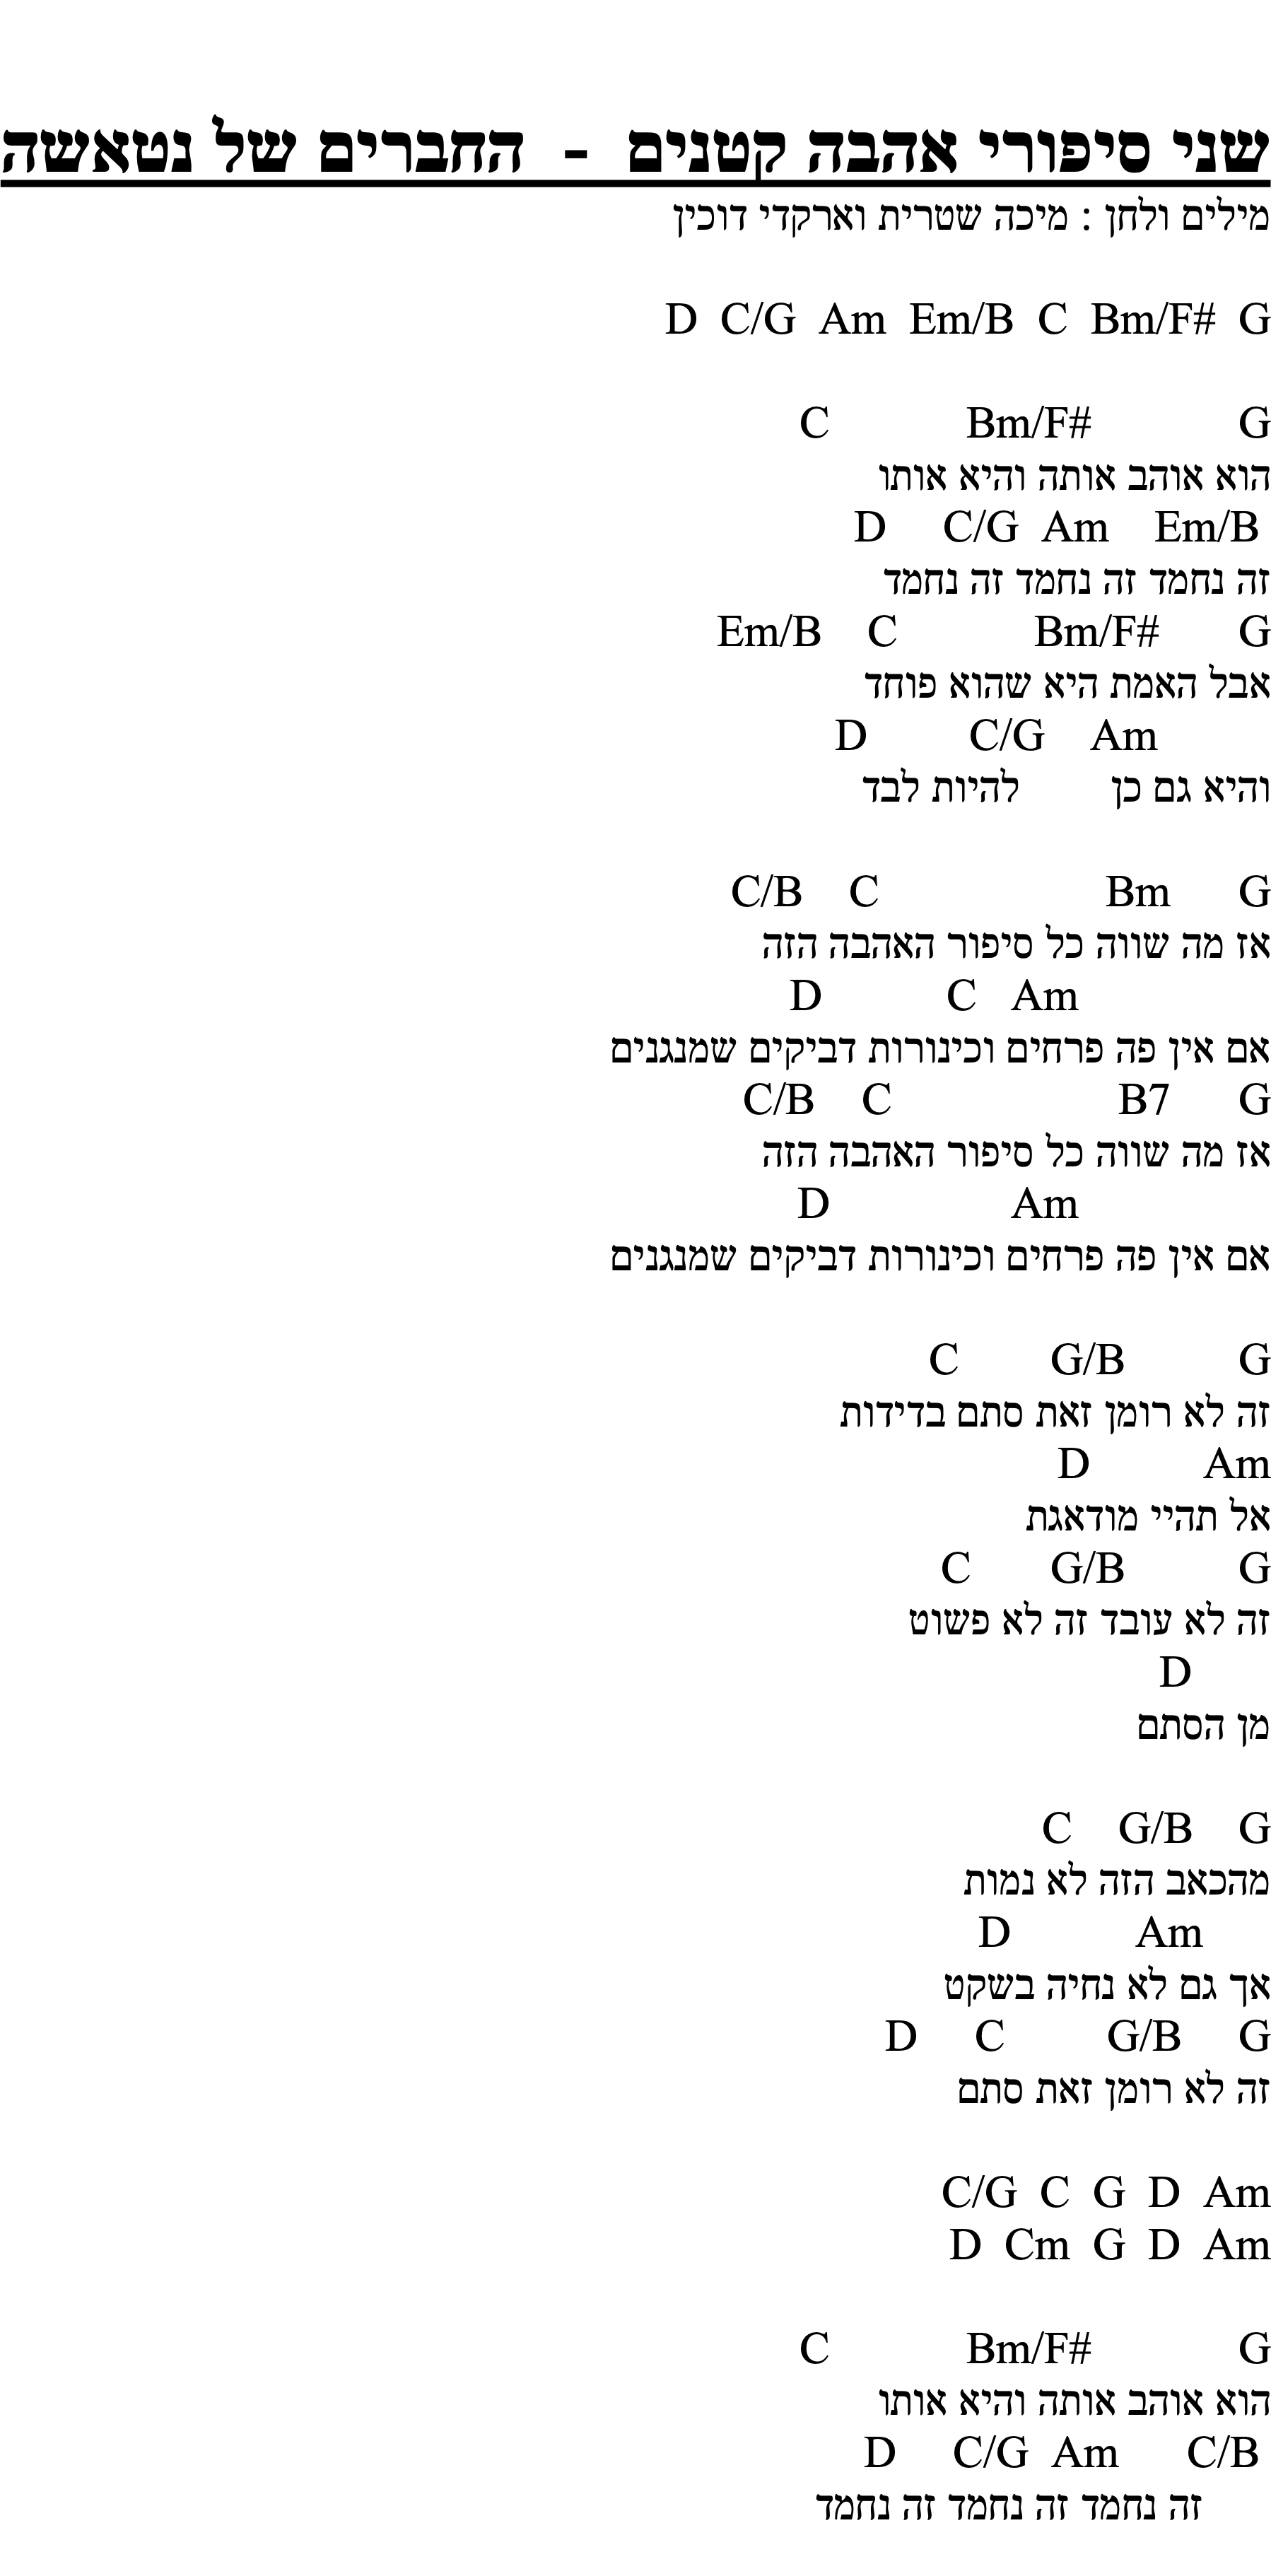 שני סיפורי אהבה קטנים - החברים של נטאשה
מילים ולחן : מיכה שטרית וארקדי דוכין
D C/G Am Em/B C Bm/F# G
C Bm/F# G
הוא אוהב אותה והיא אותו
D C/G Am Em/B
זה נחמד זה נחמד זה נחמד
Em/B C Bm/F# G
אבל האמת היא שהוא פוחד
D C/G Am
והיא גם כן להיות לבד
C/B C Bm G
אז מה שווה כל סיפור האהבה הזה
D C Am
אם אין פה פרחים וכינורות דביקים שמנגנים
C/B C B7 G
אז מה שווה כל סיפור האהבה הזה
D Am
אם אין פה פרחים וכינורות דביקים שמנגנים
C G/B G
זה לא רומן זאת סתם בדידות
D Am
אל תהיי מודאגת
C G/B G
זה לא עובד זה לא פשוט
D
מן הסתם
C G/B G
מהכאב הזה לא נמות
D Am
אך גם לא נחיה בשקט
D C G/B G
זה לא רומן זאת סתם
C/G C G D Am
D Cm G D Am
C Bm/F# G
הוא אוהב אותה והיא אותו
D C/G Am C/B
זה נחמד זה נחמד זה נחמד